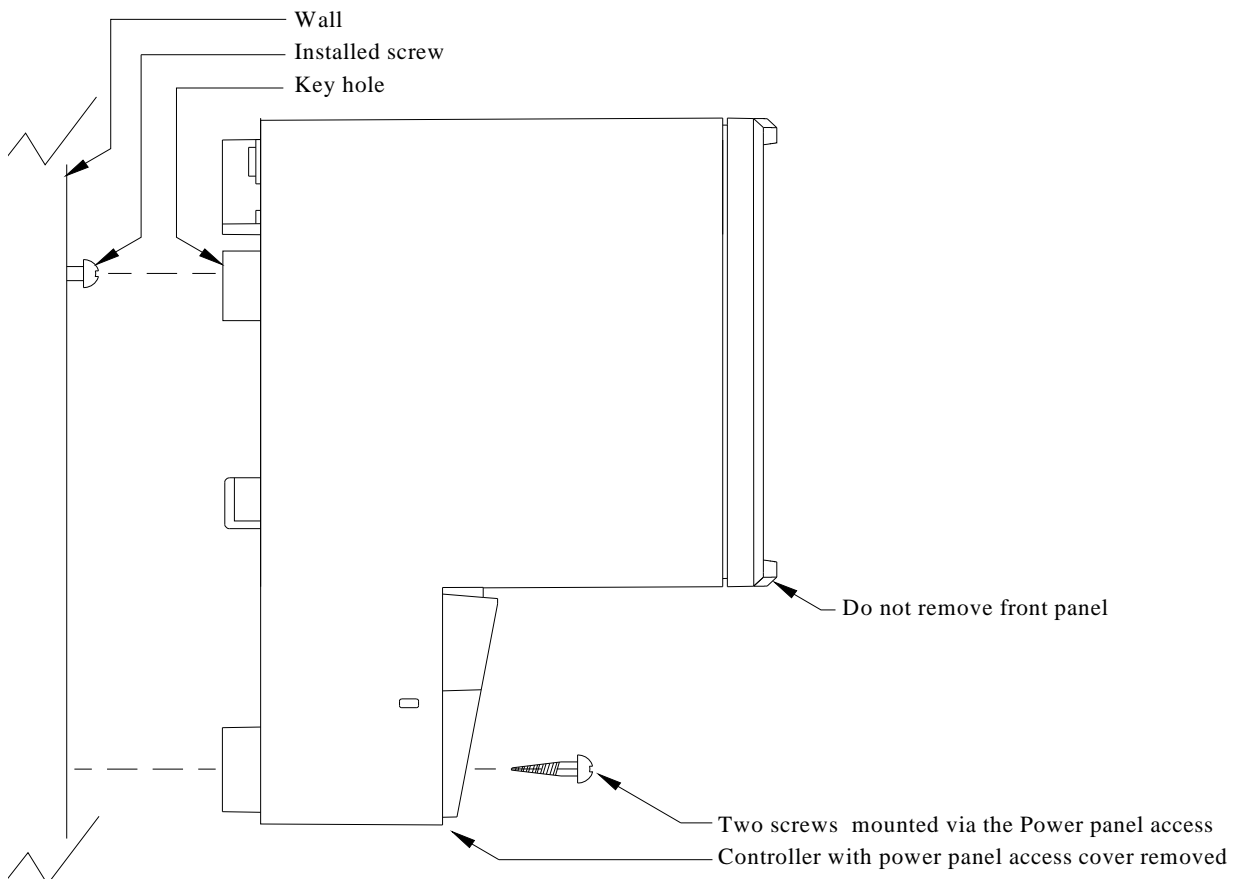 Wall
Installed screw
Key hole
Do not remove front panel
Two screws mounted via the Power panel access
Controller with power panel access cover removed